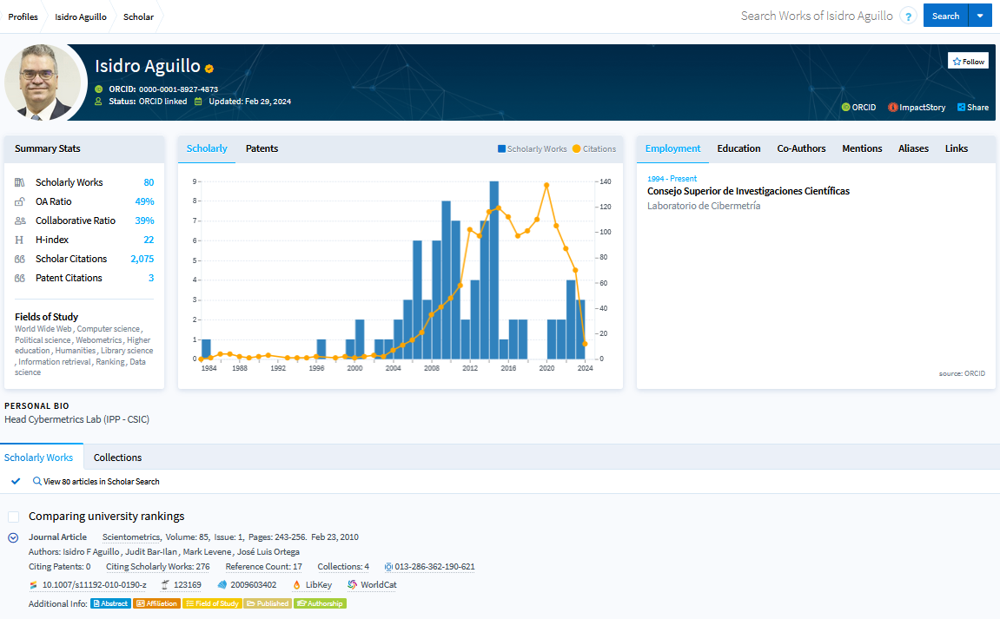 Profiles Isidro Aguillo Scholar
Search Works of Isidro Aguillo ? Search
Isidro Aguillo
ORCID: 0000-0001-8927-4873
Status: ORCID linked Updated: Feb 29, 2024
Follow
ORCID ImpactStory Share
Summary Stats
Scholarly Works 80
OA Ratio 49%
Collaborative Ratio 39%
H H-index 22
Scholar Citations 2,075
Patent Citations 3
Fields of Study
World Wide Web , Computer science ,
Political science , Webometrics , Higher
education , Humanities , Library science
, Information retrieval , Ranking , Data
science
Scholarly Patents
Scholarly Works Citations
9 140
8 120
7 100
6
5 80
4 60
3 40
2
1 20
0 0
1984 1988 1992 1996 2000 2004 2008 2012 2016 2020 2024
Employment Education Co-Authors Mentions Aliases Links
1994 - Present
Consejo Superior de Investigaciones Científicas
Laboratorio de Cibermetría
source: ORCID
PERSONAL BIO
Head Cybermetrics Lab (IPP - CSIC)
Scholarly Works Collections
View 80 articles in Scholar Search
Comparing university rankings
Journal Article Scientometrics, Volume: 85, Issue: 1, Pages: 243-256. Feb 23, 2010
Authors: Isidro F Aguillo , Judit Bar-Ilan , Mark Levene , José Luis Ortega
Citing Patents: 0 Citing Scholarly Works: 276 Reference Count: 17 Collections: 4 013-286-362-190-621
10.1007/s11192-010-0190-z 123169 2009603402 LibKey WorldCat
Additional Info: Abstract Affiliation Field of Study Published Authorship